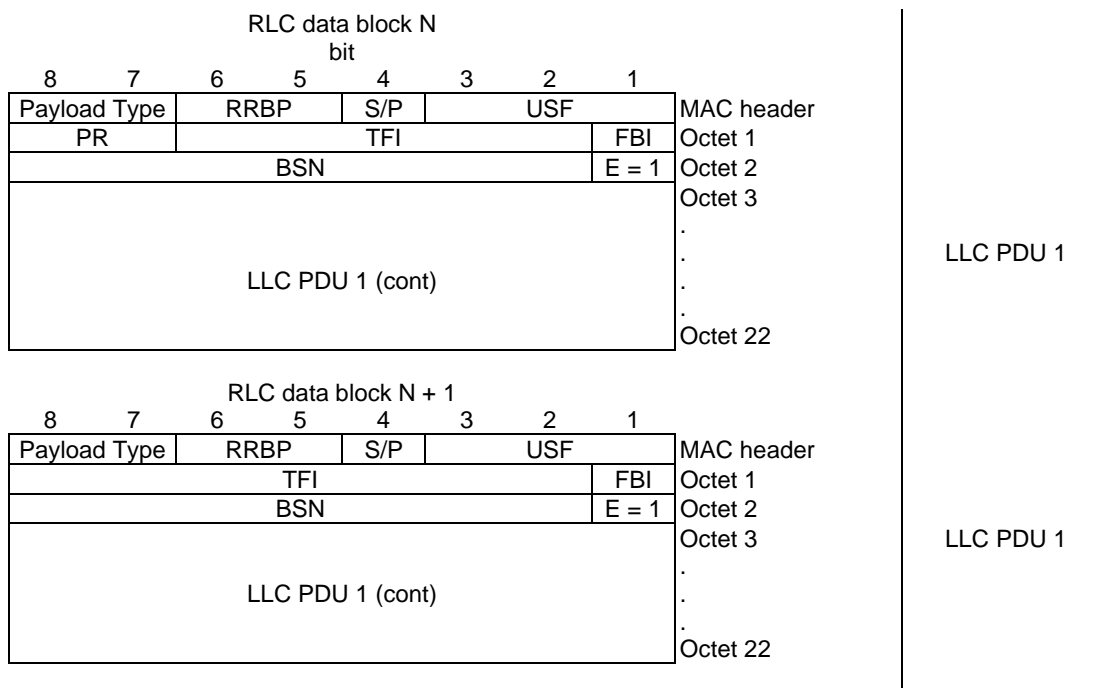 RLC data block N
bit
8 7 6 5 4 3 2 1
Payload Type RRBP S/P USF MAC header
PR TFI FBI Octet 1
BSN E = 1 Octet 2
Octet 3
.
.
LLC PDU 1
LLC PDU 1 (cont)
.
.
Octet 22
RLC data block N + 1
8 7 6 5 4 3 2 1
Payload Type RRBP S/P USF MAC header
TFI FBI Octet 1
BSN E = 1 Octet 2
Octet 3 LLC PDU 1
.
LLC PDU 1 (cont)
.
.
Octet 22